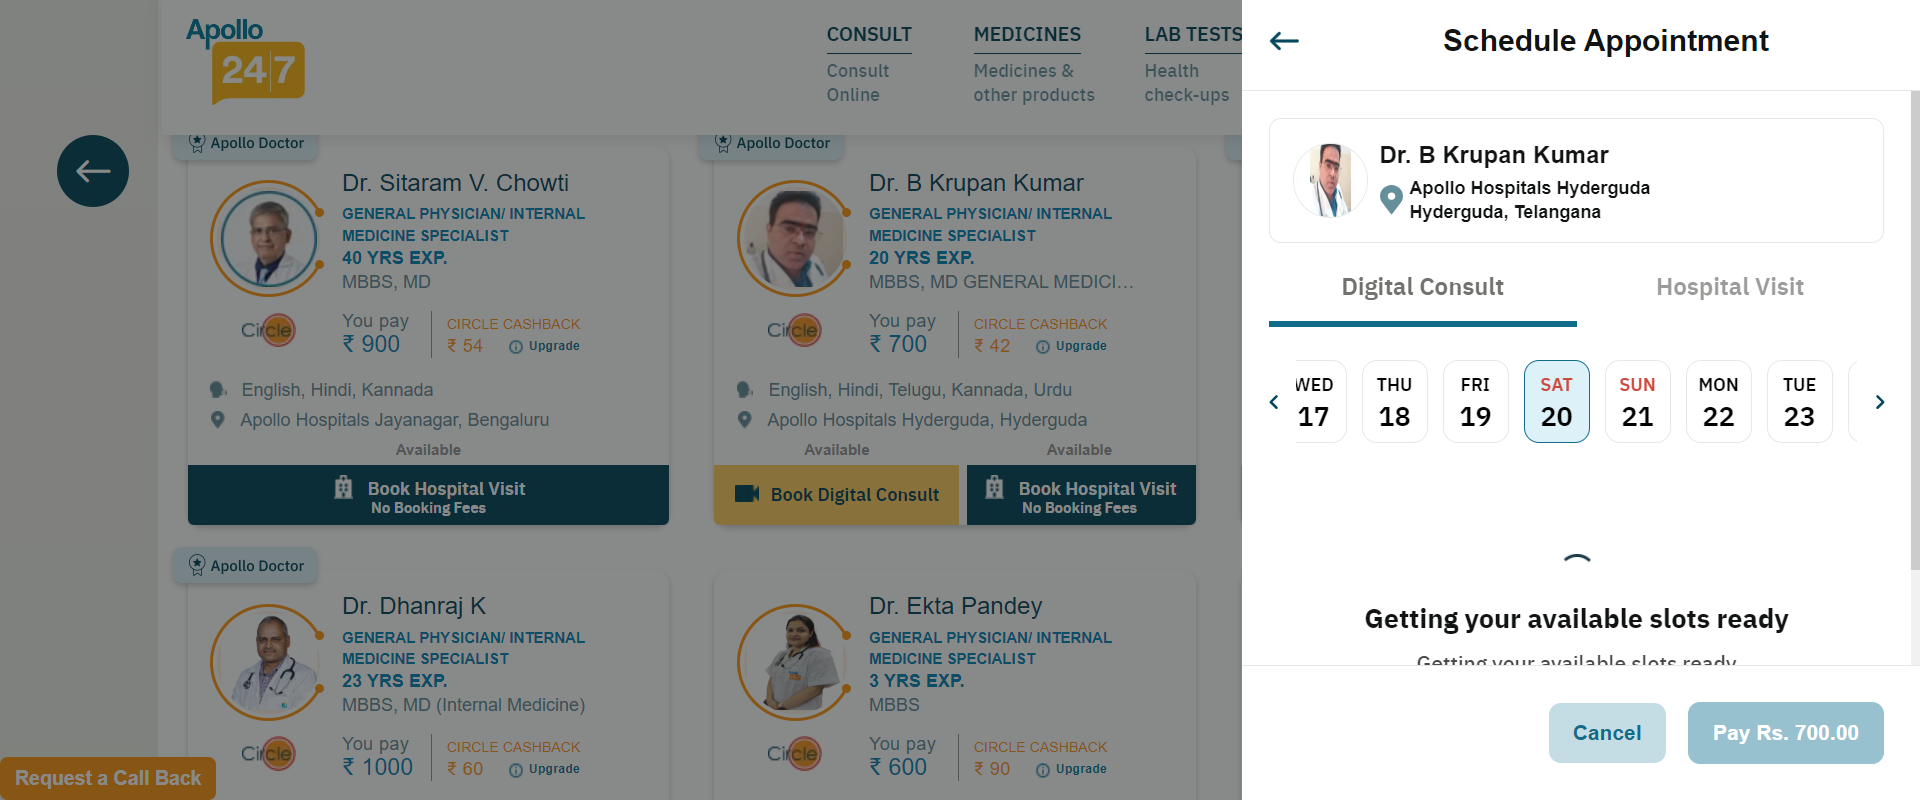 Apollo
24|7
CONSULT
Consult
Online
MEDICINES
Medicines &
other products
LAB TESTS
Health
check-ups
Apollo Doctor
Dr. Sitaram V. Chowti
GENERAL PHYSICIAN/ INTERNAL
MEDICINE SPECIALIST
40 YRS EXP.
MBBS, MD
Circle
You pay
₹ 900
CIRCLE CASHBACK
₹ 54
Upgrade
English, Hindi, Kannada
Apollo Hospitals Jayanagar, Bengaluru
Available
Book Hospital Visit
No Booking Fees
Apollo Doctor
Dr. B Krupan Kumar
GENERAL PHYSICIAN/ INTERNAL
MEDICINE SPECIALIST
20 YRS EXP.
MBBS, MD GENERAL MEDICI...
Circle
You pay
₹ 700
CIRCLE CASHBACK
₹ 42
Upgrade
English, Hindi, Telugu, Kannada, Urdu
Apollo Hospitals Hyderguda, Hyderguda
Available
Available
Book Digital Consult
Book Hospital Visit
No Booking Fees
Apollo Doctor
Dr. Dhanraj K
GENERAL PHYSICIAN/ INTERNAL
MEDICINE SPECIALIST
23 YRS EXP.
MBBS, MD (Internal Medicine)
Circle
You pay
₹ 1000
CIRCLE CASHBACK
₹ 60
Upgrade
Dr. Ekta Pandey
GENERAL PHYSICIAN/ INTERNAL
MEDICINE SPECIALIST
3 YRS EXP.
MBBS
Circle
You pay
₹ 600
CIRCLE CASHBACK
₹ 90
Upgrade
Request a Call Back
Schedule Appointment
Dr. B Krupan Kumar
Apollo Hospitals Hyderguda
Hyderguda, Telangana
Digital Consult
Hospital Visit
WED
17
THU
18
FRI
19
SAT
20
SUN
21
MON
22
TUE
23
Getting your available slots ready
Getting your available slots ready
Cancel
Pay Rs. 700.00